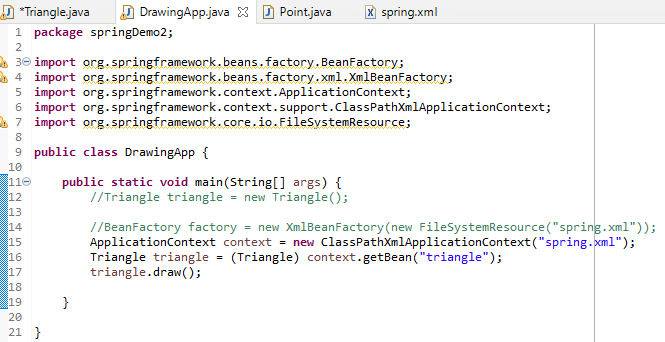 *Triangle.java DrawingApp.java Point.java spring.xml
1 package springDemo2;
2
3 import org.springframework.beans.factory.BeanFactory;
4 import org.springframework.beans.factory.xml.XmlBeanFactory;
5 import org.springframework.context.ApplicationContext;
6 import org.springframework.context.support.ClassPathXmlApplicationContext;
7 import org.springframework.core.io.FileSystemResource;
8
9 public class DrawingApp {
10
11 public static void main(String[] args) {
12 //Triangle triangle = new Triangle();
13
14 //BeanFactory factory = new XmlBeanFactory(new FileSystemResource("spring.xml"));
15 ApplicationContext context = new ClassPathXmlApplicationContext("spring.xml");
16 Triangle triangle = (Triangle) context.getBean("triangle");
17 triangle.draw();
18
19 }
20
21 }